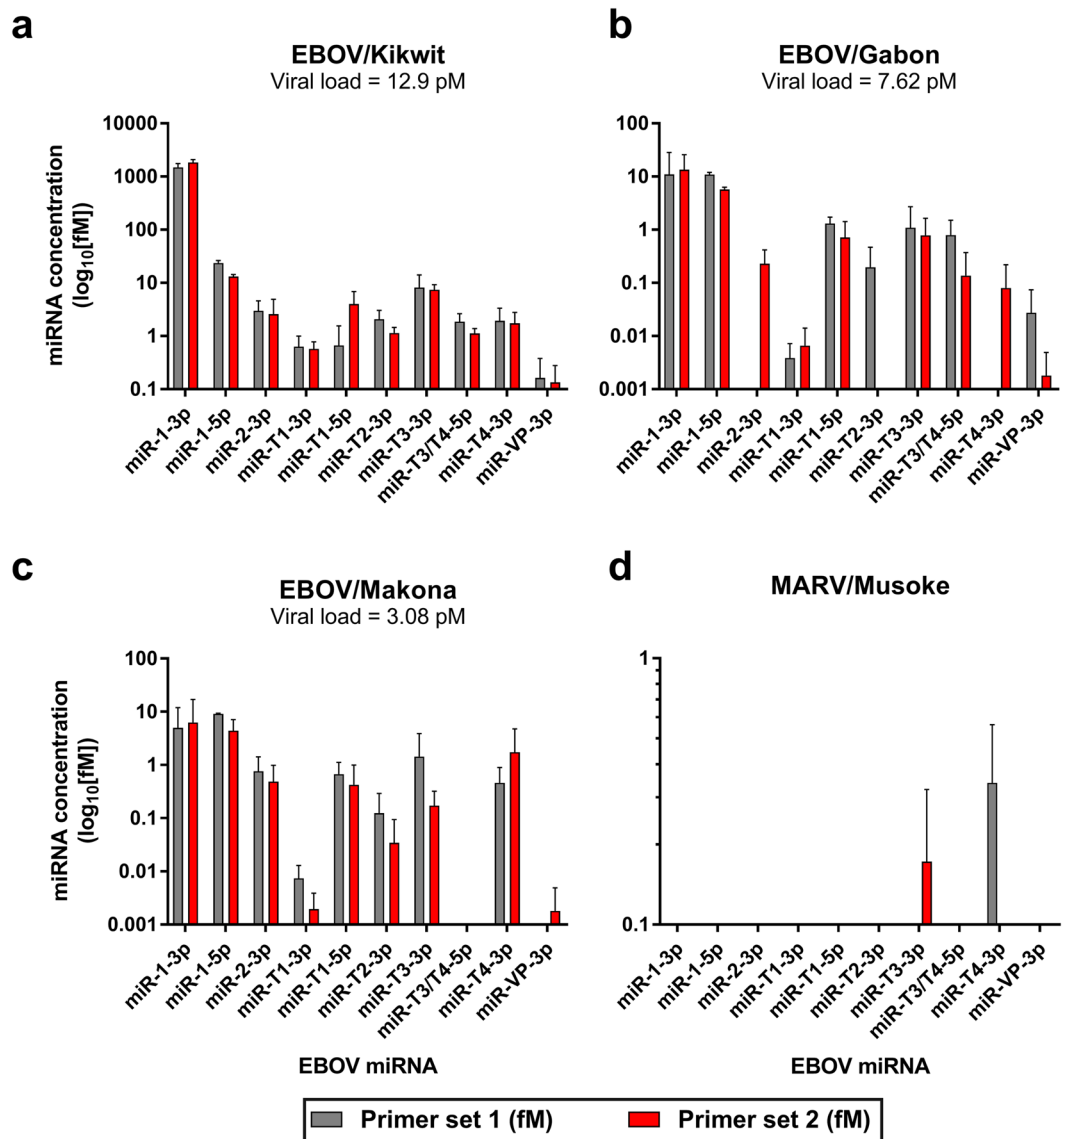 a
EBOV/Kikwit
Viral load = 12.9 pM
miRNA concentration
(log10[fM])
10000
1000
100
10
1
0.1
miR-1-3p
miR-1-5p
miR-2-3p
miR-T1-3p
miR-T1-5p
miR-T2-3p
miR-T3-3p
miR-T3/T4-5p
miR-T4-3p
miR-VP-3p
b
EBOV/Gabon
Viral load = 7.62 pM
100
10
1
0.1
0.01
0.001
miR-1-3p
miR-1-5p
miR-2-3p
miR-T1-3p
miR-T1-5p
miR-T2-3p
miR-T3-3p
miR-T3/T4-5p
miR-T4-3p
miR-VP-3p
c
EBOV/Makona
Viral load = 3.08 pM
miRNA concentration
(log10[fM])
100
10
1
0.1
0.01
0.001
miR-1-3p
miR-1-5p
miR-2-3p
miR-T1-3p
miR-T1-5p
miR-T2-3p
miR-T3-3p
miR-T3/T4-5p
miR-T4-3p
miR-VP-3p
EBOV miRNA
d
MARV/Musoke
1
0.1
miR-1-3p
miR-1-5p
miR-2-3p
miR-T1-3p
miR-T1-5p
miR-T2-3p
miR-T3-3p
miR-T3/T4-5p
miR-T4-3p
miR-VP-3p
EBOV miRNA
Primer set 1 (fM)
Primer set 2 (fM)